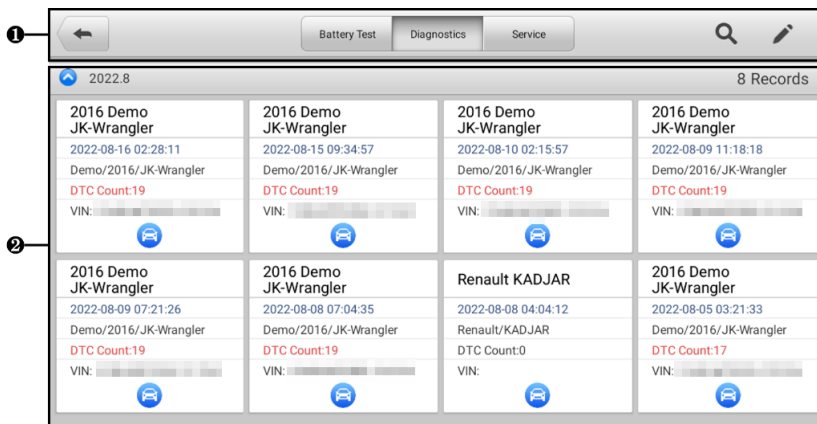 ❶
Battery Test Diagnostics Service
❷
2022.8 8 Records
2016 Demo
JK-Wrangler
2022-08-16 02:28:11
Demo/2016/JK-Wrangler
DTC Count:19
VIN:
2016 Demo
JK-Wrangler
2022-08-15 09:34:57
Demo/2016/JK-Wrangler
DTC Count:19
VIN:
2016 Demo
JK-Wrangler
2022-08-10 02:15:57
Demo/2016/JK-Wrangler
DTC Count:19
VIN:
2016 Demo
JK-Wrangler
2022-08-09 11:18:18
Demo/2016/JK-Wrangler
DTC Count:19
VIN:
2016 Demo
JK-Wrangler
2022-08-09 07:21:26
Demo/2016/JK-Wrangler
DTC Count:19
VIN:
2016 Demo
JK-Wrangler
2022-08-08 07:04:35
Demo/2016/JK-Wrangler
DTC Count:19
VIN:
Renault KADJAR
2022-08-08 04:04:12
Renault/KADJAR
DTC Count:0
VIN:
2016 Demo
JK-Wrangler
2022-08-05 03:21:33
Demo/2016/JK-Wrangler
DTC Count:17
VIN: